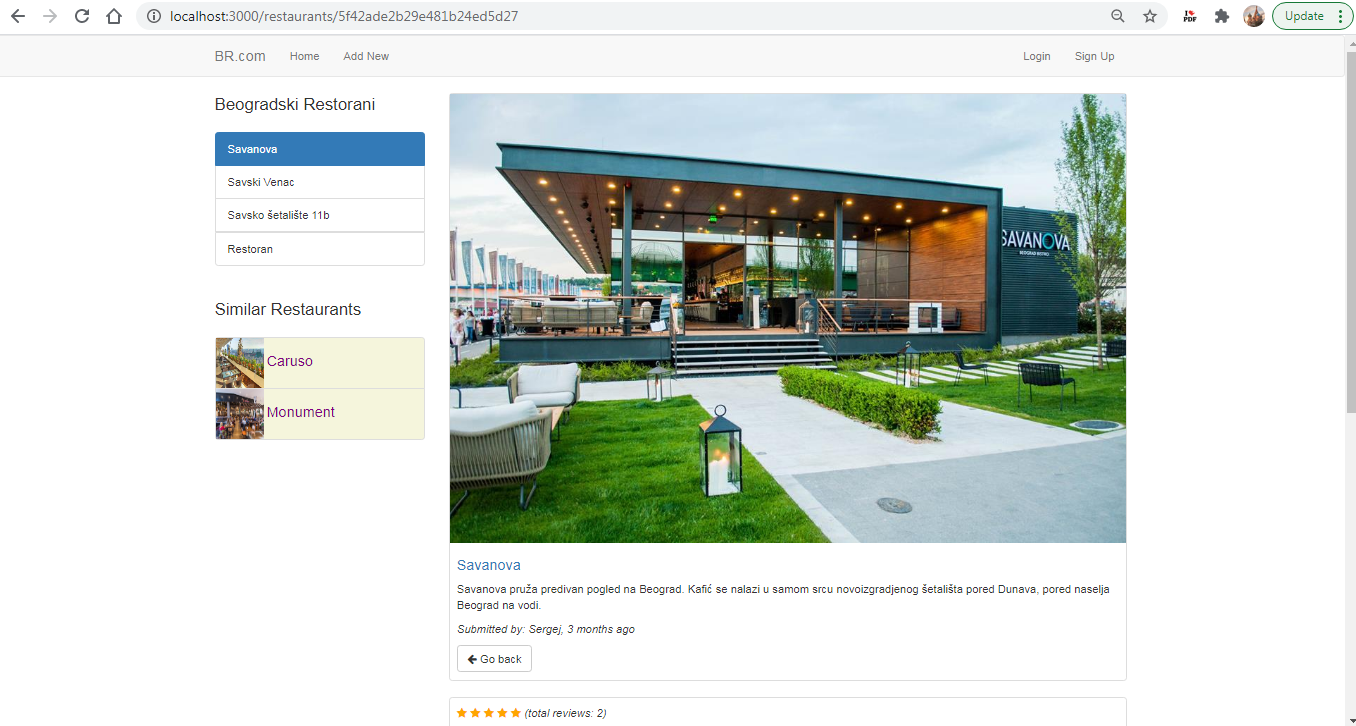 localhost:3000/restaurants/5f42ade2b29e481b24ed5d27
I PDF
Update
BR.com Home Add New Login Sign Up
Beogradski Restorani
Savanova
Savski Venac
Savsko šetalište 11b
Restoran
Similar Restaurants
Caruso
Monument
SAVANOVA
BEOGRAD BISTRO
Savanova
Savanova pruža predivan pogled na Beograd. Kafić se nalazi u samom srcu novoizgradjenog šetališta pored Dunava, pored naselja
Beograd na vodi.
Submitted by: Sergej, 3 months ago
Go back
(total reviews: 2)